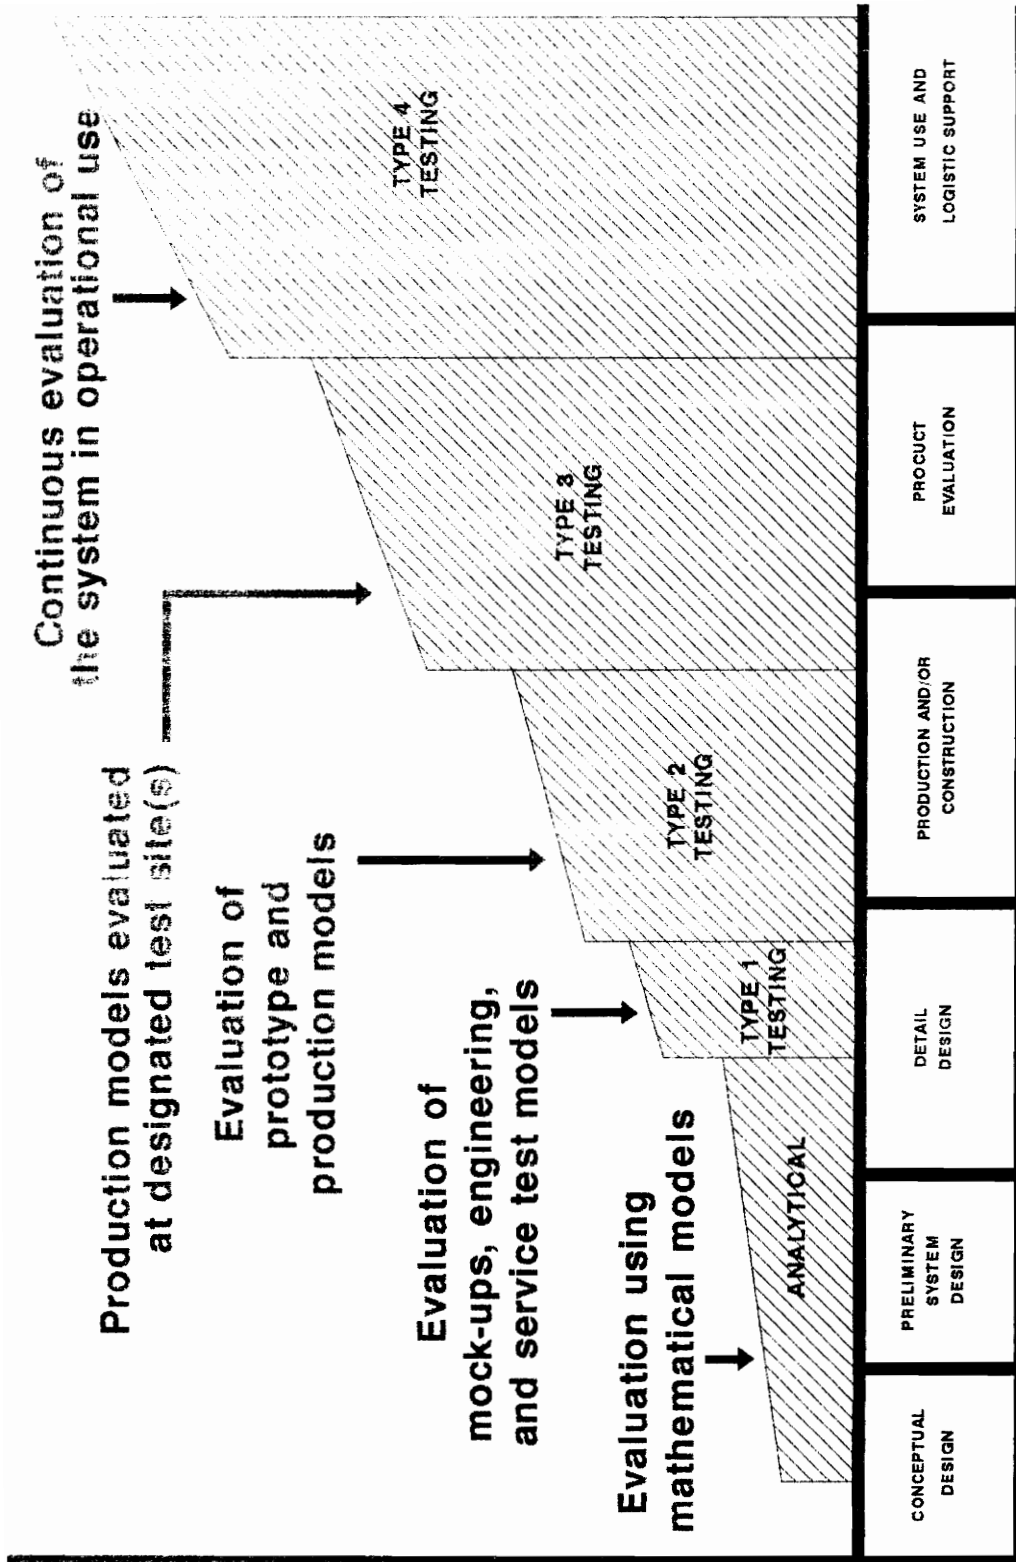 Continuous evaluation of
the system in operational use
Production models evaluated
at designated test site(s)
Evaluation of
prototype and
production models
Evaluation of
mock-ups, engineering,
and service test models
Evaluation using
mathematical models
ANALYTICAL
TYPE 1
TESTING
TYPE 2
TESTING
TYPE 3
TESTING
TYPE 4
TESTING
CONCEPTUAL
DESIGN
PRELIMINARY
SYSTEM
DESIGN
DETAIL
DESIGN
PRODUCTION AND/OR
CONSTRUCTION
PROCUCT
EVALUATION
SYSTEM USE AND
LOGISTIC SUPPORT